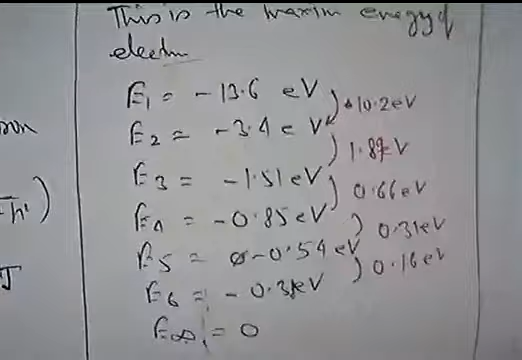 This is the maxim energy of
electron
E1 = -13.6 eV
10.2eV
E2 = -3.4 eV
1.89eV
E3 = -1.51eV
0.66eV
E4 = -0.85eV
0.31eV
E5 = -0.54 eV
0.16eV
E6 = -0.38eV
E∞ = 0